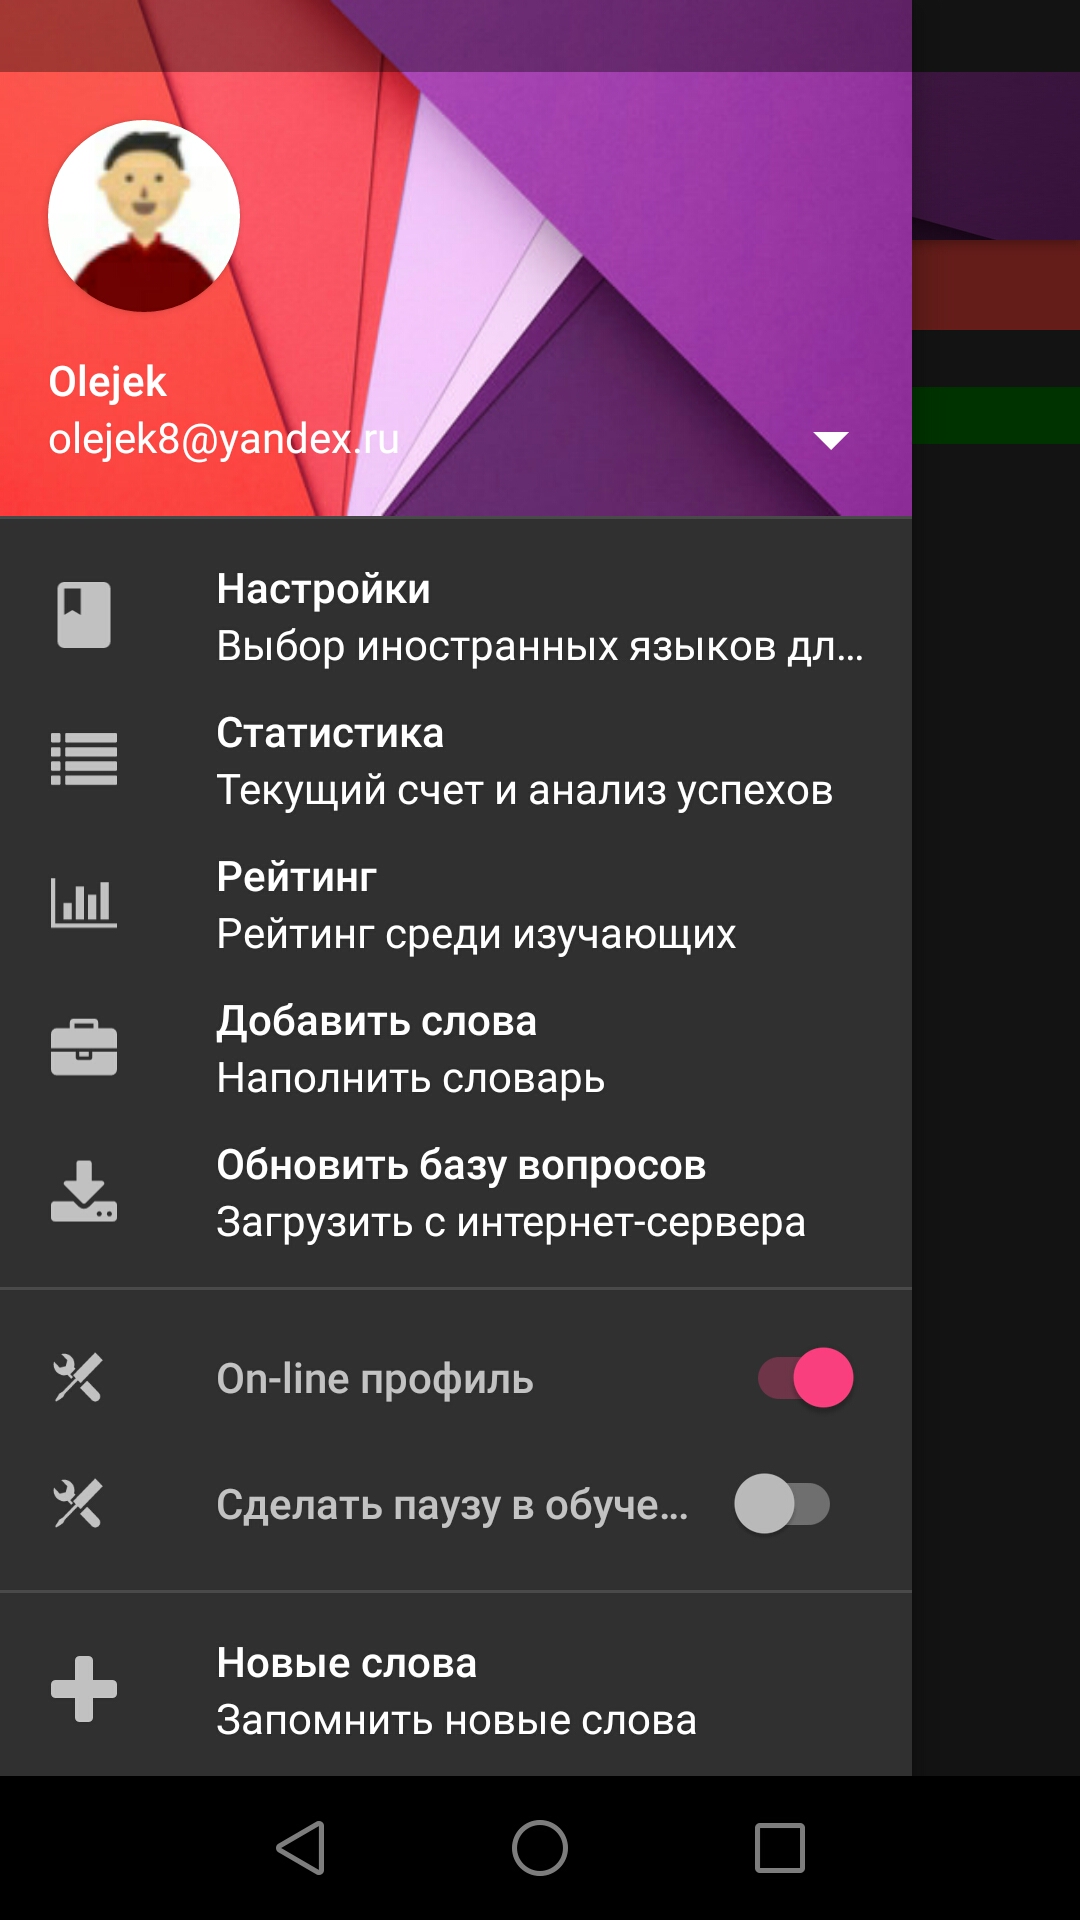 Olejek
olejek8@yandex.ru
Настройки
Выбор иностранных языков дл...
Статистика
Текущий счет и анализ успехов
Рейтинг
Рейтинг среди изучающих
Добавить слова
Наполнить словарь
Обновить базу вопросов
Загрузить с интернет-сервера
On-line профиль
Сделать паузу в обуче...
Новые слова
Запомнить новые слова